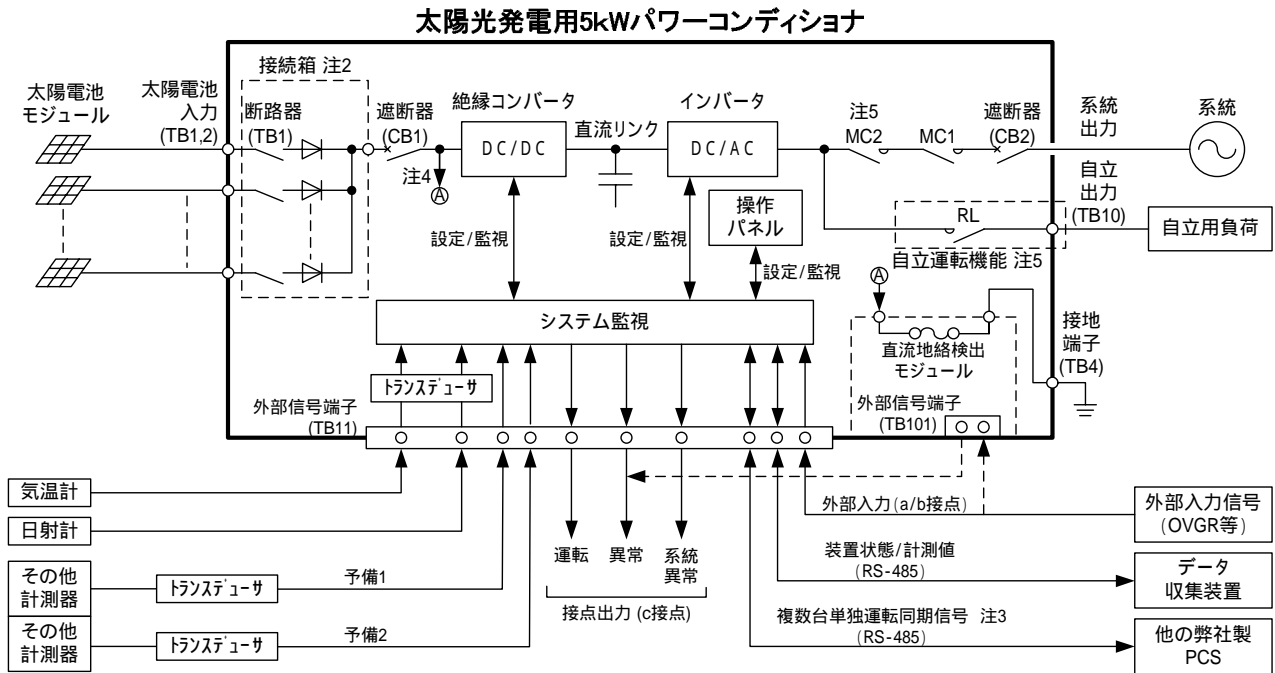 太陽光発電用5kWパワーコンディショナ
太陽電池
モジュール
太陽電池
入力
(TB1,2)
接続箱 注2
断路器
(TB1)
遮断器
(CB1)
注4
Ⓐ
絶縁コンバータ
DC/DC
直流リンク
インバータ
DC/AC
注5
MC2
MC1
遮断器
(CB2)
系統
出力
系統
自立
出力
(TB10)
RL
自立用負荷
自立運転機能 注5
操作
パネル
設定/監視
設定/監視
設定/監視
システム監視
Ⓐ
直流地絡検出
モジュール
接地
端子
(TB4)
トランスデューサ
外部信号端子
(TB11)
外部信号端子
(TB101)
気温計
日射計
その他
計測器
トランスデューサ
予備1
その他
計測器
トランスデューサ
予備2
運転
異常
系統
異常
接点出力 (c接点)
外部入力(a/b接点)
外部入力信号
(OVGR等)
装置状態/計測値
(RS-485)
データ
収集装置
複数台単独運転同期信号 注3
(RS-485)
他の弊社製
PCS